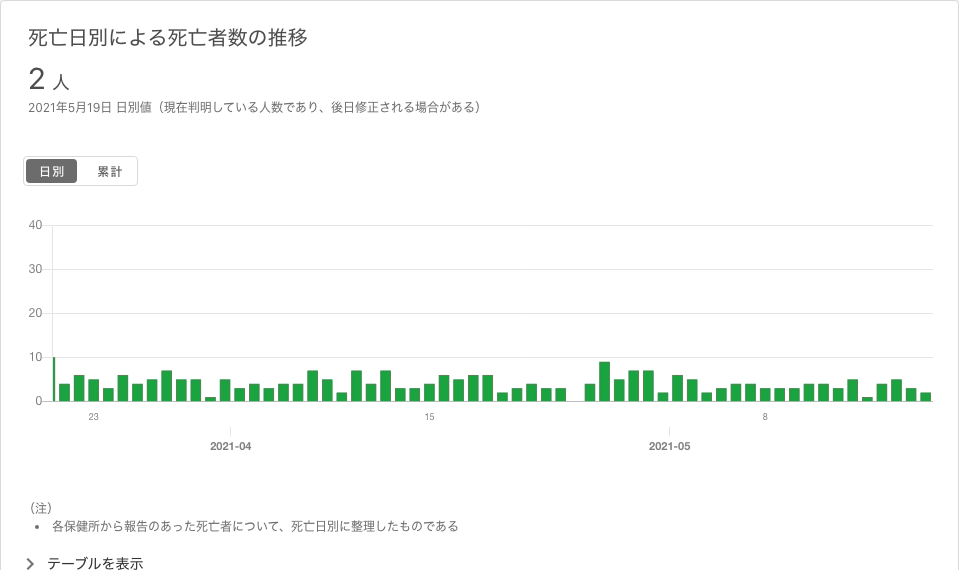 死亡日別による死亡者数の推移
2 人
2021年5月19日 日別値（現在判明している人数であり、後日修正される場合がある）
日別 累計
40
30
20
10
0
23 15 8
2021-04 2021-05
（注）
• 各保健所から報告のあった死亡者について、死亡日別に整理したものである
テーブルを表示